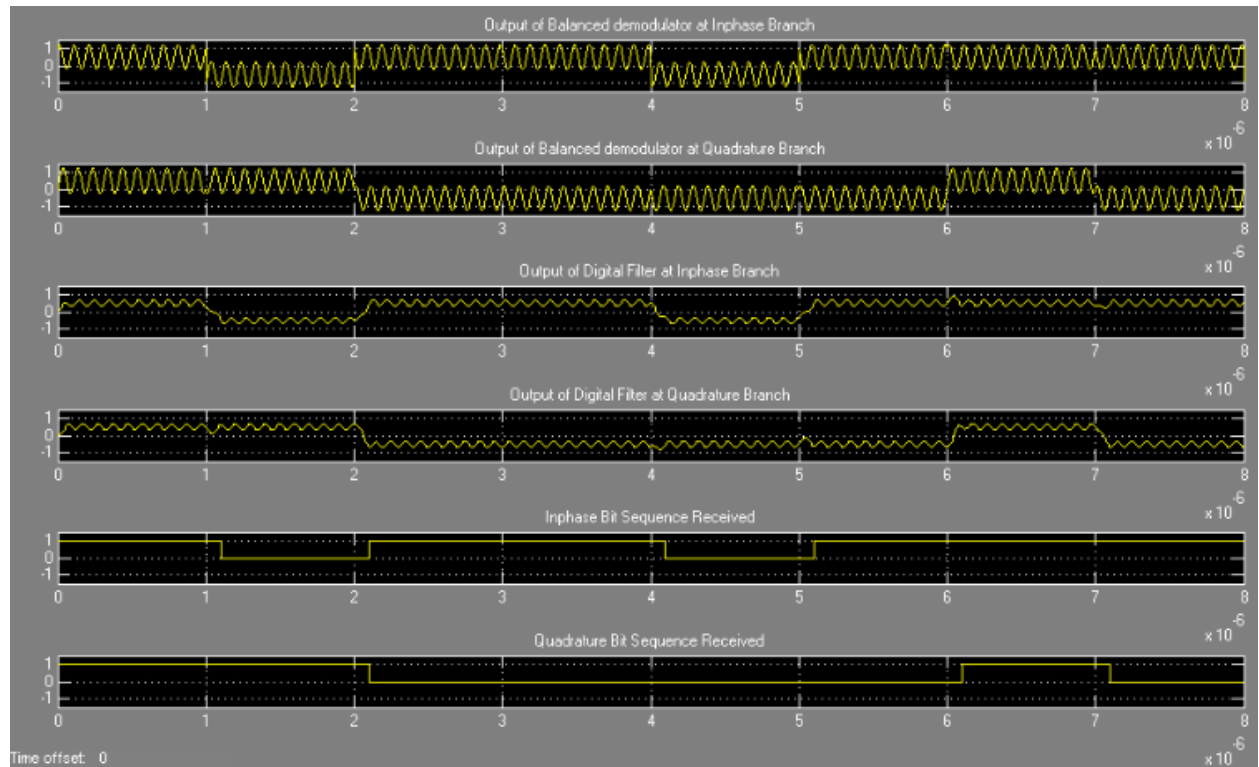 Output of Balanced demodulator at Inphase Branch
1
0
-1
0 1 2 3 4 5 6 7 8
x 10^-6
Output of Balanced demodulator at Quadrature Branch
1
0
-1
0 1 2 3 4 5 6 7 8
x 10^-6
Output of Digital Filter at Inphase Branch
1
0
-1
0 1 2 3 4 5 6 7 8
x 10^-6
Output of Digital Filter at Quadrature Branch
1
0
-1
0 1 2 3 4 5 6 7 8
x 10^-6
Inphase Bit Sequence Received
1
0
-1
0 1 2 3 4 5 6 7 8
x 10^-6
Quadrature Bit Sequence Received
1
0
-1
0 1 2 3 4 5 6 7 8
x 10^-6
Time offset: 0